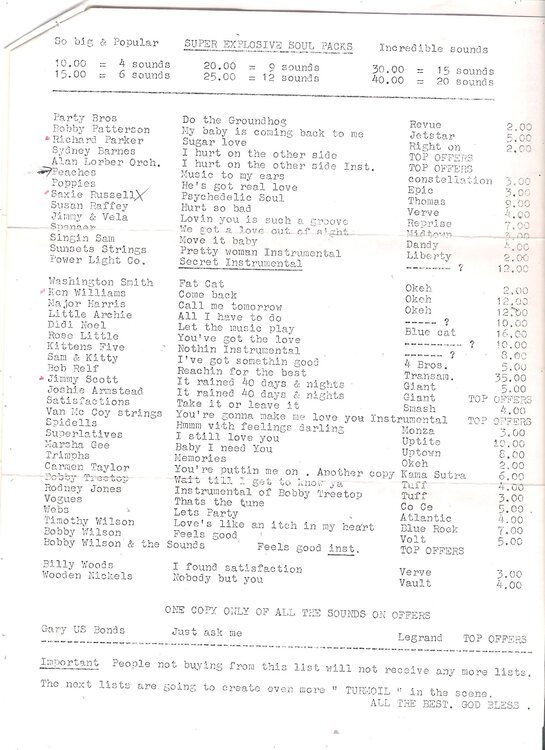 So big & Popular SUPER EXPLOSIVE SOUL PACKS Incredible sounds
10.00 = 4 sounds 20.00 = 9 sounds 30.00 = 15 sounds
15.00 = 6 sounds 25.00 = 12 sounds 40.00 = 20 sounds
Party Bros Do the Groundhog Revue 2.00
Bobby Patterson My baby is coming back to me Jetstar 5.00
Richard Parker Sugar love Right on 2.00
Sydney Barnes I hurt on the other side TOP OFFERS
Alan Lorber Orch. I hurt on the other side Inst. TOP OFFERS
Peaches Music to my ears constellation 3.00
Poppies He's got real love Epic 3.00
Saxie Russell Psychedelic Soul Thomas 9.00
Susan Raffey Hurt so bad Verve 4.00
Jimmy & Vela Lovin you is such a groove Reprise 7.00
Spencer We got a love out of sight Midtown
Singin Sam Move it baby Dandy 4.00
Sunsets Strings Pretty woman Instrumental Liberty 2.00
Power Light Co. Secret Instrumental -------- ? 12.00
Washington Smith Fat Cat Okeh 2.00
Ken Williams Come back Okeh 12.00
Major Harris Call me tomorrow Okeh 12.00
Little Archie All I have to do ----- ? 10.00
Didi Noel Let the music play Blue cat 16.00
Rose Little You've got the love --------- ? 10.00
Kittens Five Nothin Instrumental ------- ? 8.00
Sam & Kitty I've got somethin good 4 Bros. 5.00
Bob Relf Reachin for the best Transam. 35.00
Jimmy Scott It rained 40 days & nights Giant 5.00
Joshie Armstead It rained 40 days & nights Giant TOP OFFERS
Satisfactions Take it or leave it Smash 4.00
Van Mc Coy strings You're gonna make me love you Instrumental TOP OFFERS
Spidells Hmmm with feelings darling Monza 3.00
Superlatives I still love you Uptite 10.00
Marsha Gee Baby I need You Uptown 8.00
Trimphs Memories Okeh 2.00
Carmen Taylor You're puttin me on . Another copy Kama Sutra 6.00
Bobby Treetop Wait till I get to know ya Tuff 4.00
Rodney Jones Instrumental of Bobby Treetop Tuff 3.00
Vogues Thats the tune Co Ce 5.00
Webs Lets Party Atlantic 4.00
Timothy Wilson Love's like an itch in my heart Blue Rock 7.00
Bobby Wilson Feels good Volt 5.00
Bobby Wilson & the Sounds Feels good inst. TOP OFFERS
Billy Woods I found satisfaction Verve 3.00
Wooden Nickels Nobody but you Vault 4.00
ONE COPY ONLY OF ALL THE SOUNDS ON OFFERS
Gary US Bonds Just ask me Legrand TOP OFFERS
Important People not buying from this list will not receive any more lists.
The next lists are going to create even more " TURMOIL " in the scene.
ALL THE BEST. GOD BLESS .